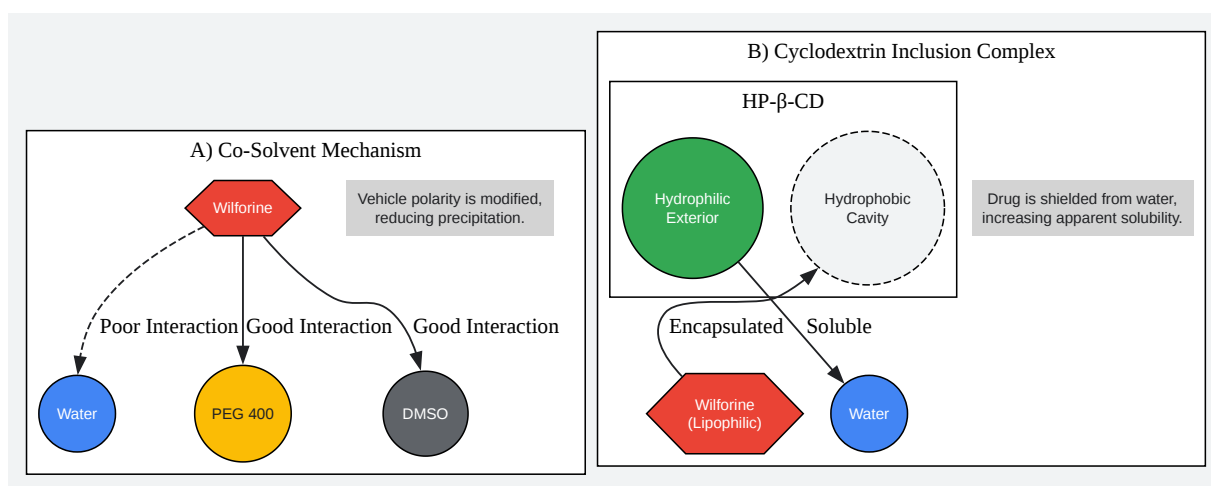 A) Co-Solvent Mechanism
Wilforine
Vehicle polarity is modified,
reducing precipitation.
Poor Interaction
Good Interaction
Good Interaction
Water
PEG 400
DMSO
B) Cyclodextrin Inclusion Complex
HP-β-CD
Hydrophilic
Exterior
Hydrophobic
Cavity
Drug is shielded from water,
increasing apparent solubility.
Encapsulated
Soluble
Wilforine
(Lipophilic)
Water